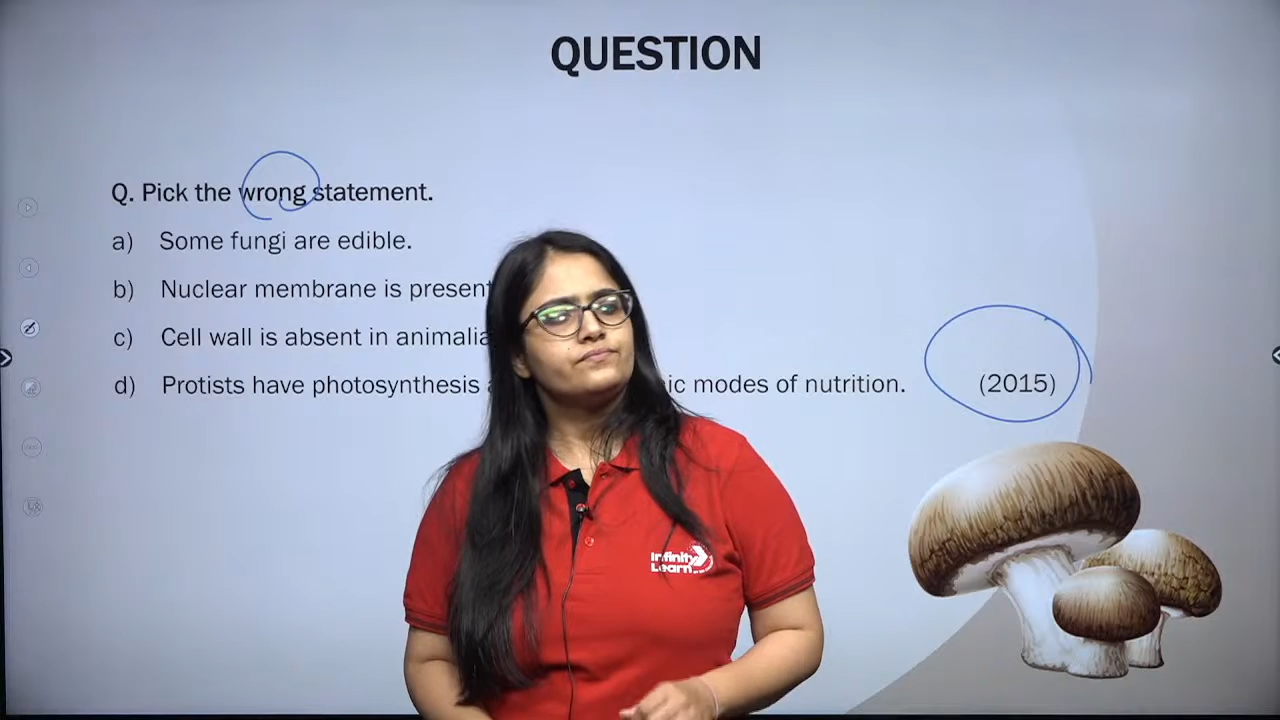 QUESTION
Q. Pick the wrong statement.
a) Some fungi are edible.
b) Nuclear membrane is present
c) Cell wall is absent in animalia
d) Protists have photosynthesis modes of nutrition. (2015)
Infinity
Learn